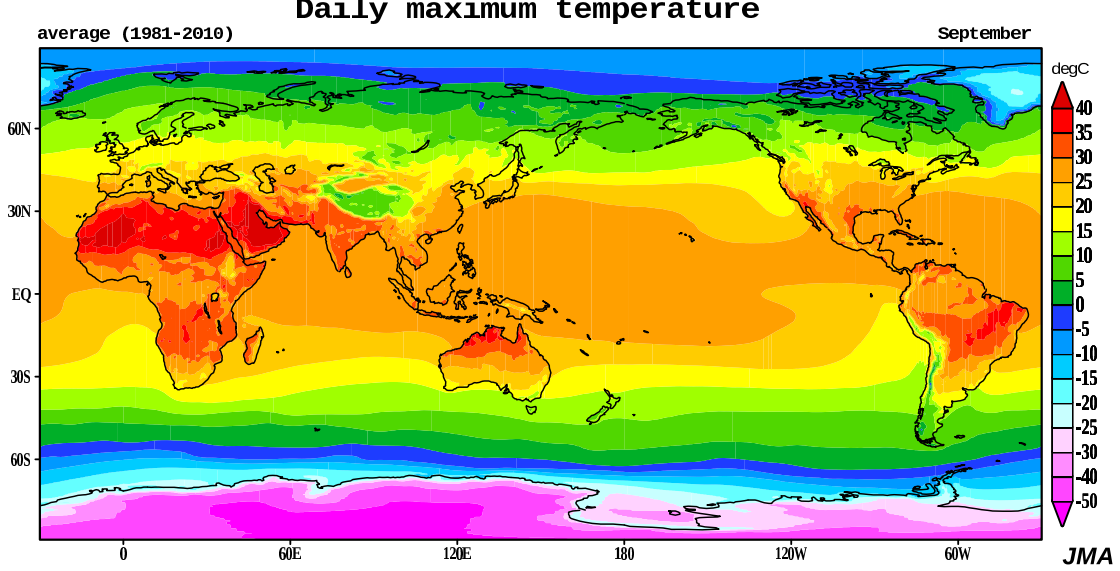 Daily maximum temperature
average (1981-2010)
September
degC
40
35
30
25
20
15
10
5
0
-5
-10
-15
-20
-25
-30
-40
-50
60N
30N
EQ
30S
60S
0
60E
120E
180
120W
60W
JMA